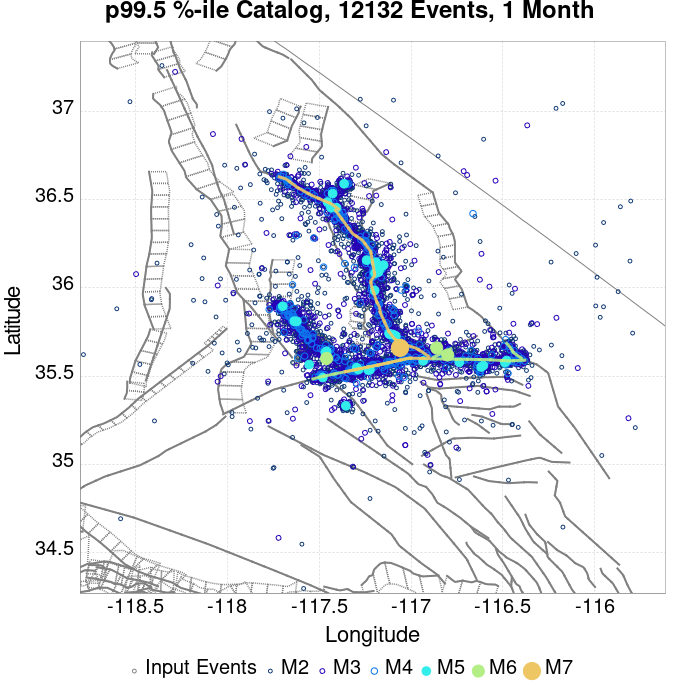 p99.5 %-ile Catalog, 12132 Events, 1 Month
37
36.5
36
35.5
35
34.5
Latitude
-118.5 -118 -117.5 -117 -116.5 -116
Longitude
Input Events M2 M3 M4 M5 M6 M7